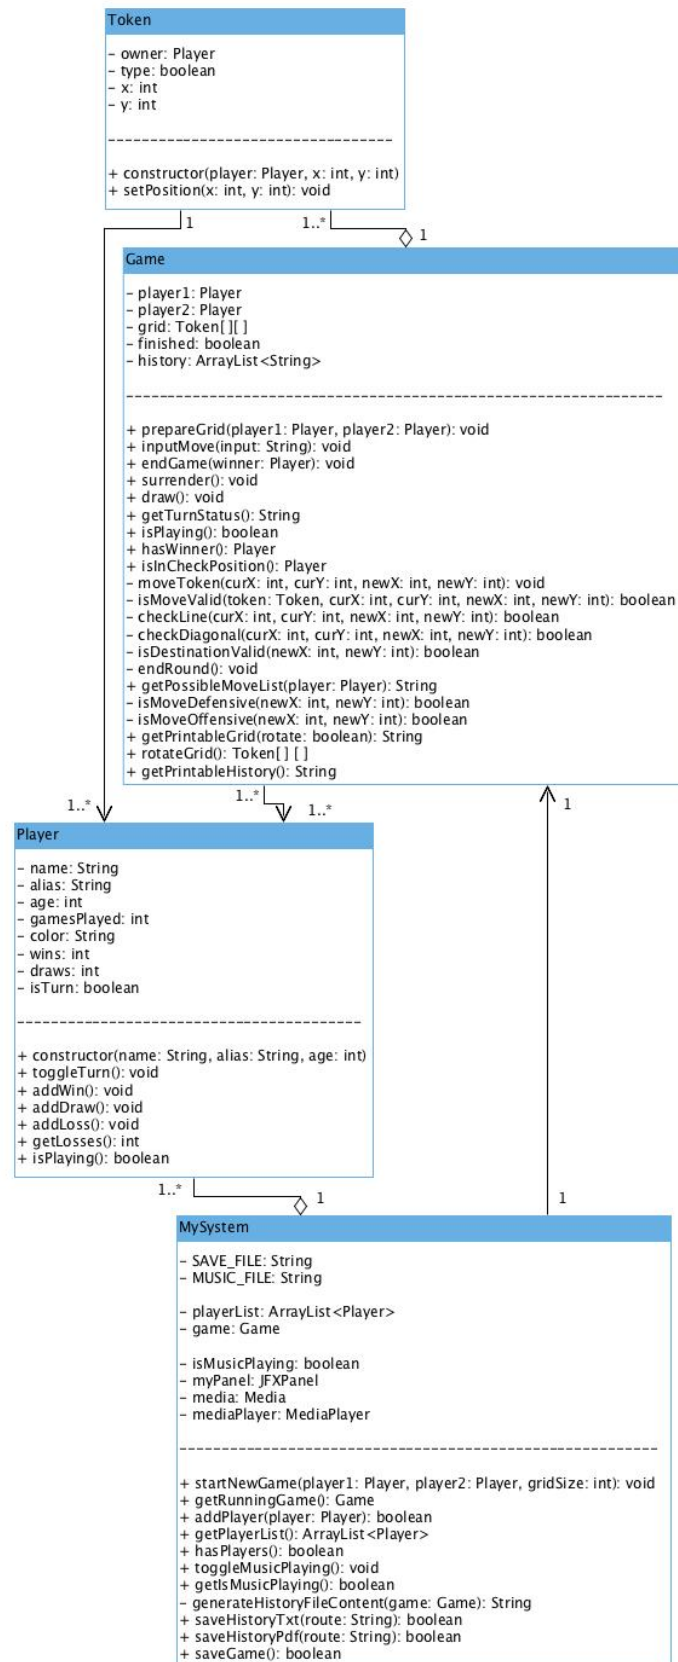 Token
- owner: Player
- type: boolean
- x: int
- y: int
+ constructor(player: Player, x: int, y: int)
+ setPosition(x: int, y: int): void
1
1..*
1
Game
- player1: Player
- player2: Player
- grid: Token[ ][ ]
- finished: boolean
- history: ArrayList<String>
+ prepareGrid(player1: Player, player2: Player): void
+ inputMove(input: String): void
+ endGame(winner: Player): void
+ surrender(): void
+ draw(): void
+ getTurnStatus(): String
+ isPlaying(): boolean
+ hasWinner(): Player
+ isInCheckPosition(): Player
- moveToken(curX: int, curY: int, newX: int, newY: int): void
- isMoveValid(token: Token, curX: int, curY: int, newX: int, newY: int): boolean
- checkLine(curX: int, curY: int, newX: int, newY: int): boolean
- checkDiagonal(curX: int, curY: int, newX: int, newY: int): boolean
- isDestinationValid(newX: int, newY: int): boolean
- endRound(): void
+ getPossibleMoveList(player: Player): String
- isMoveDefensive(newX: int, newY: int): boolean
- isMoveOffensive(newX: int, newY: int): boolean
+ getPrintableGrid(rotate: boolean): String
+ rotateGrid(): Token[ ] [ ]
+ getPrintableHistory(): String
1..*
1..*
1..*
1
Player
- name: String
- alias: String
- age: int
- gamesPlayed: int
- color: String
- wins: int
- draws: int
- isTurn: boolean
+ constructor(name: String, alias: String, age: int)
+ toggleTurn(): void
+ addWin(): void
+ addDraw(): void
+ addLoss(): void
+ getLosses(): int
+ isPlaying(): boolean
1..*
1
1
MySystem
- SAVE_FILE: String
- MUSIC_FILE: String
- playerList: ArrayList<Player>
- game: Game
- isMusicPlaying: boolean
- myPanel: JFXPanel
- media: Media
- mediaPlayer: MediaPlayer
+ startNewGame(player1: Player, player2: Player, gridSize: int): void
+ getRunningGame(): Game
+ addPlayer(player: Player): boolean
+ getPlayerList(): ArrayList<Player>
+ hasPlayers(): boolean
+ toggleMusicPlaying(): void
+ getIsMusicPlaying(): boolean
- generateHistoryFileContent(game: Game): String
+ saveHistoryTxt(route: String): boolean
+ saveHistoryPdf(route: String): boolean
+ saveGame(): boolean